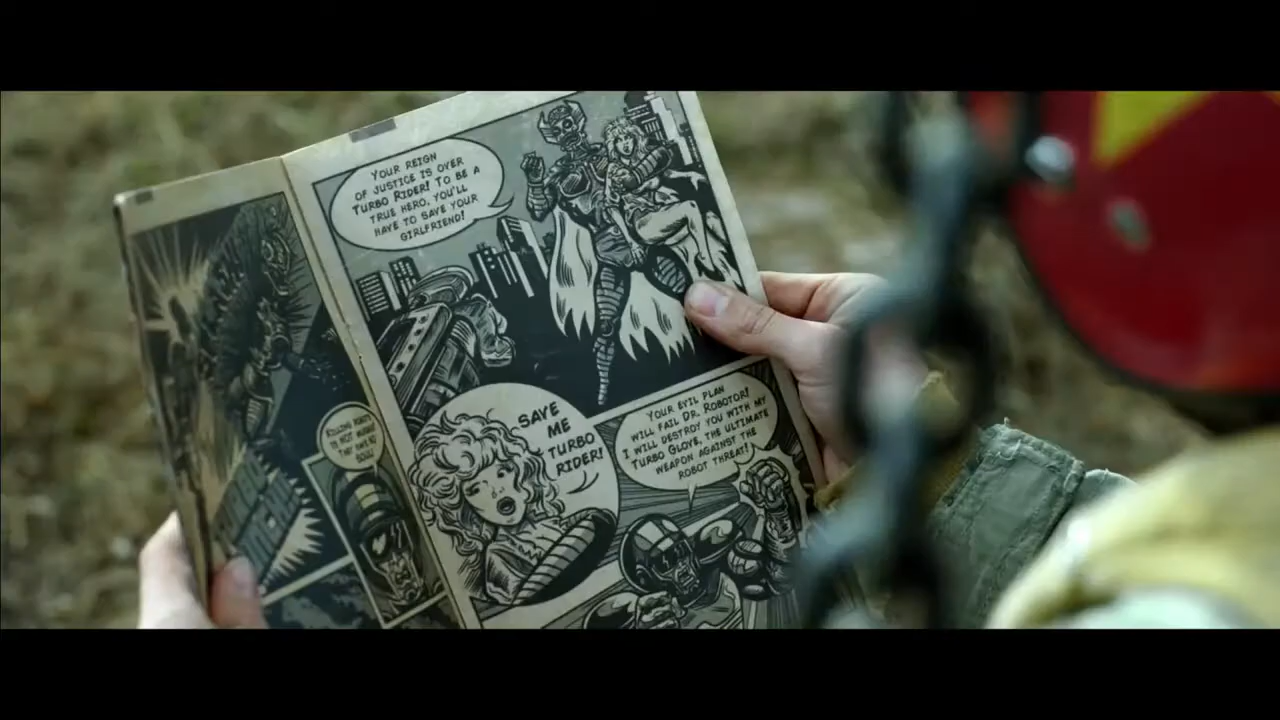 YOUR REIGN
OF JUSTICE IS OVER
TURBO RIDER! TO BE A
TRUE HERO, YOU'LL
HAVE TO SAVE YOUR
GIRLFRIEND!
SAVE
ME
TURBO
RIDER!
YOUR EVIL PLAN
WILL FAIL DR. ROBOTOR!
I WILL DESTROY YOU WITH MY
TURBO GLOVE, THE ULTIMATE
WEAPON AGAINST THE
ROBOT THREAT!